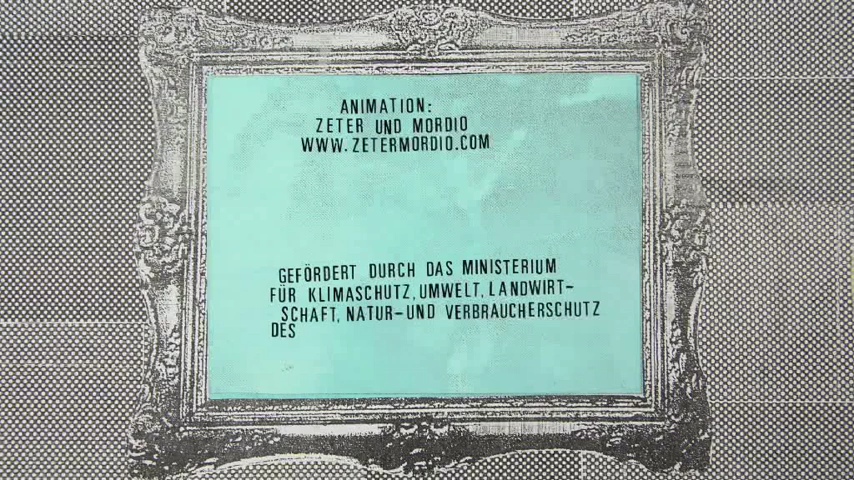 ANIMATION:
ZETER UND MORDIO
WWW.ZETERMORDIO.COM
GEFÖRDERT DURCH DAS MINISTERIUM
FÜR KLIMASCHUTZ, UMWELT, LANDWIRT-
SCHAFT, NATUR-UND VERBRAUCHERSCHUTZ
DES